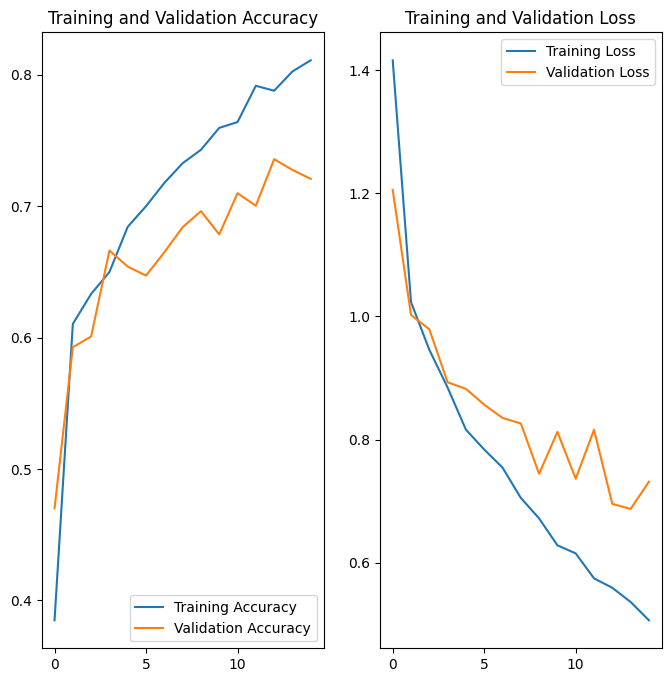 Training and Validation Accuracy
0.8
0.7
0.6
0.5
0.4
0
5
10
Training Accuracy
Validation Accuracy
Training and Validation Loss
1.4
1.2
1.0
0.8
0.6
0
5
10
Training Loss
Validation Loss